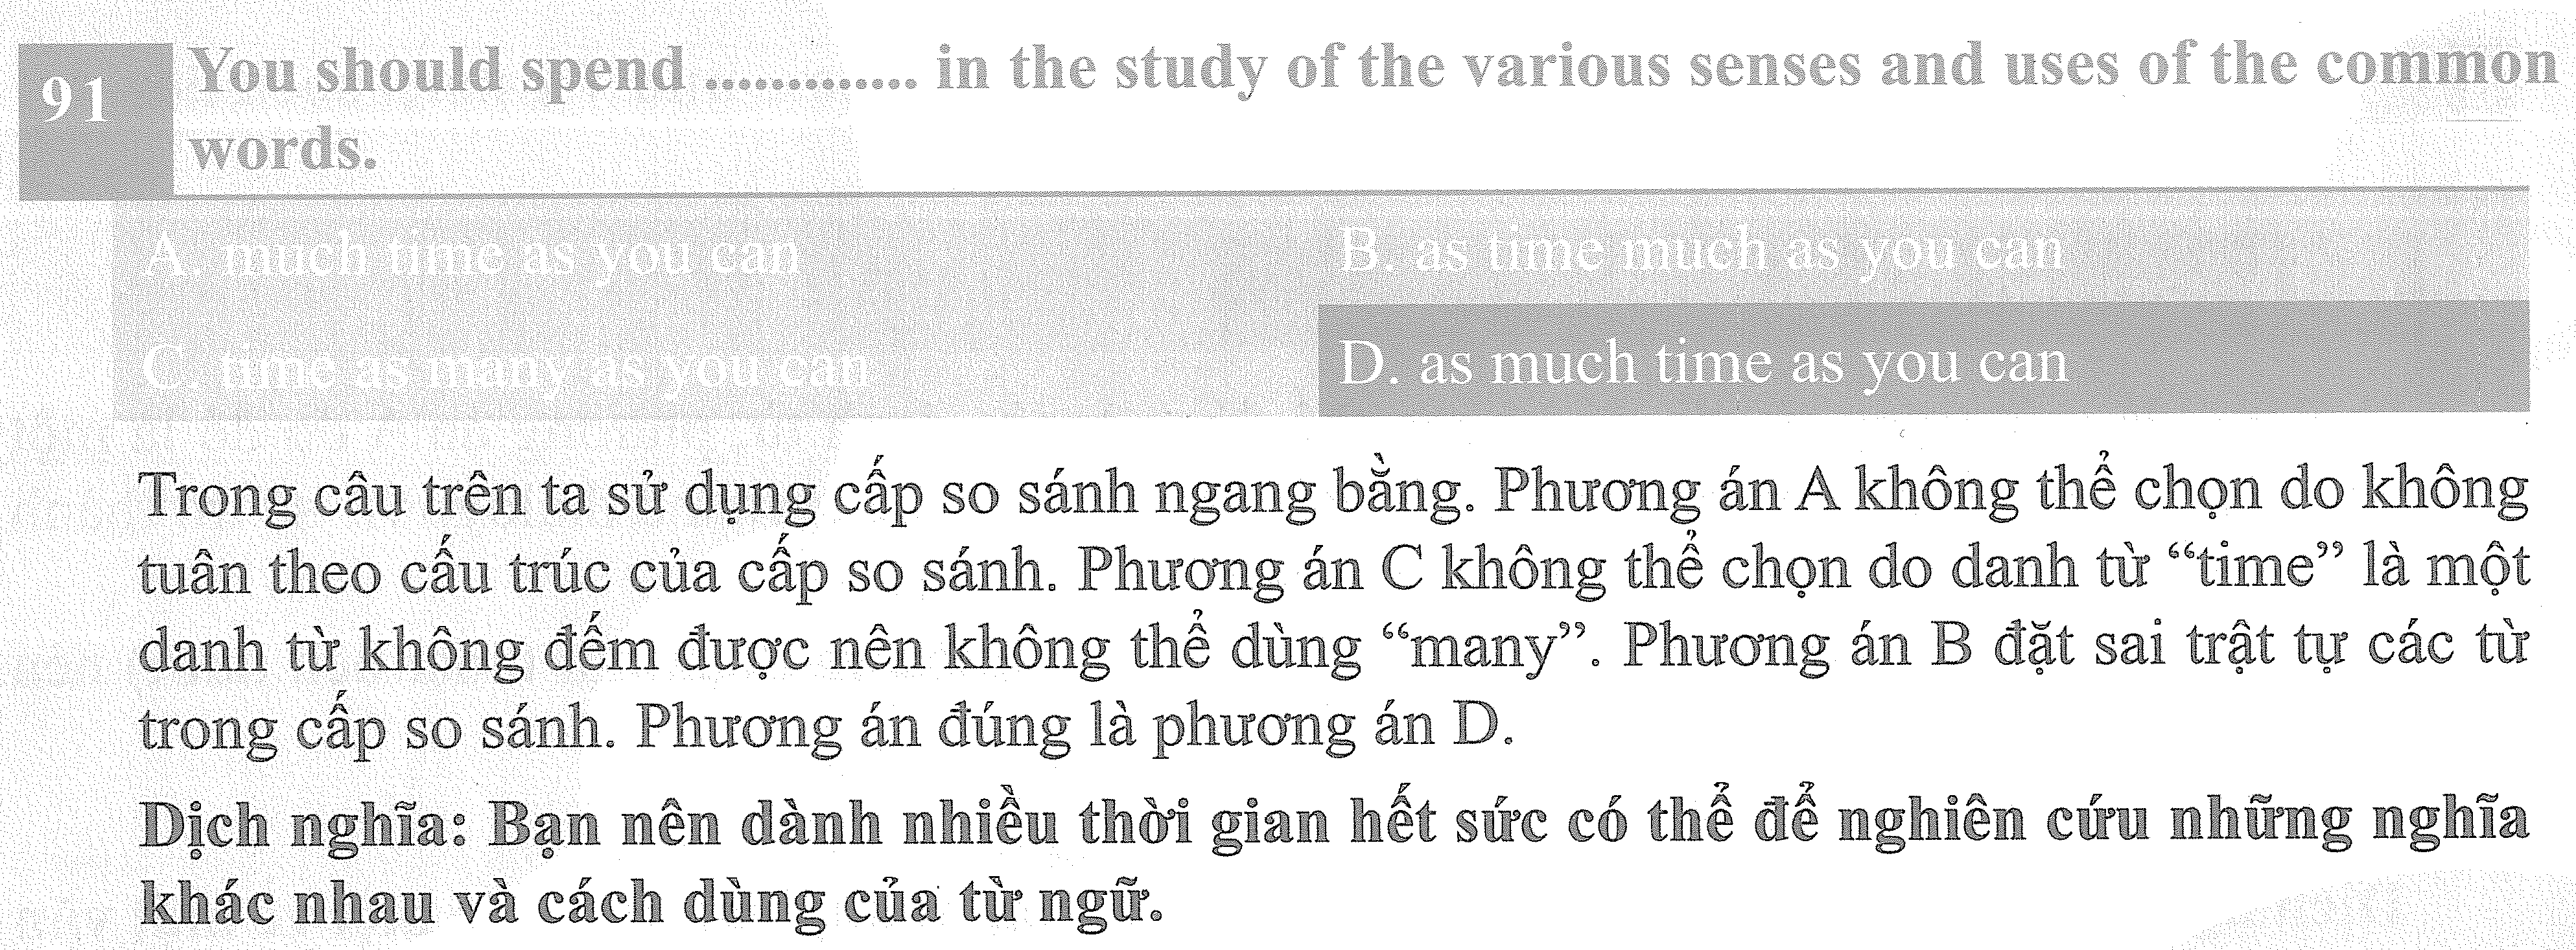 91
You should spend ............. in the study of the various senses and uses of the common
words.
A. much time as you can
B. as time much as you can
C. time as many as you can
D. as much time as you can
Trong câu trên ta sử dụng cấp so sánh ngang bằng. Phương án A không thể chọn do không
tuân theo cấu trúc của cấp so sánh. Phương án C không thể chọn do danh từ “time” là một
danh từ không đếm được nên không thể dùng “many”. Phương án B đặt sai trật tự các từ
trong cấp so sánh. Phương án đúng là phương án D.
Dịch nghĩa: Bạn nên dành nhiều thời gian hết sức có thể để nghiên cứu những nghĩa
khác nhau và cách dùng của từ ngữ.